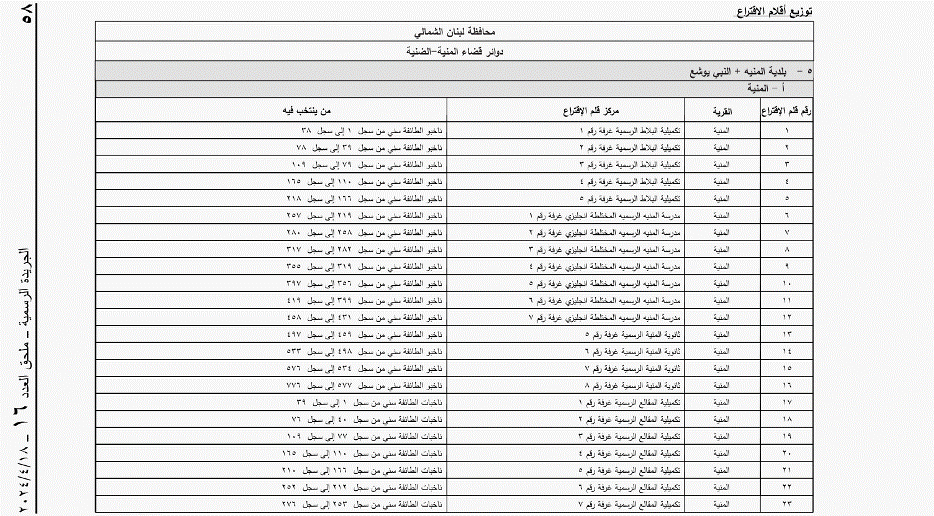 توزيع أقلام الاقتراع
محافظة لبنان الشمالي
دوائر قضاء المنية-الضنية
٥ - بلدية المنيه + النبي يوشع
أ - المنية
رقم قلم الإقتراع القرية مركز قلم الإقتراع من ينتخب فيه
١ المنية تكميلية البلاط الرسمية غرفة رقم ١ ناخبو الطائفة سني من سجل ١ إلى سجل ٣٨
٢ المنية تكميلية البلاط الرسمية غرفة رقم ٢ ناخبو الطائفة سني من سجل ٣٩ إلى سجل ٧٨
٣ المنية تكميلية البلاط الرسمية غرفة رقم ٣ ناخبو الطائفة سني من سجل ٧٩ إلى سجل ١٠٩
٤ المنية تكميلية البلاط الرسمية غرفة رقم ٤ ناخبو الطائفة سني من سجل ١١٠ إلى سجل ١٦٥
٥ المنية تكميلية البلاط الرسمية غرفة رقم ٥ ناخبو الطائفة سني من سجل ١٦٦ إلى سجل ٢١٨
٦ المنية مدرسة المنيه الرسميه المختلطة انجليزي غرفة رقم ١ ناخبو الطائفة سني من سجل ٢١٩ إلى سجل ٢٥٧
٧ المنية مدرسة المنيه الرسميه المختلطة انجليزي غرفة رقم ٢ ناخبو الطائفة سني من سجل ٢٥٨ إلى سجل ٢٨٠
٨ المنية مدرسة المنيه الرسميه المختلطة انجليزي غرفة رقم ٣ ناخبو الطائفة سني من سجل ٢٨٢ إلى سجل ٣١٧
٩ المنية مدرسة المنيه الرسميه المختلطة انجليزي غرفة رقم ٤ ناخبو الطائفة سني من سجل ٣١٩ إلى سجل ٣٥٥
١٠ المنية مدرسة المنيه الرسميه المختلطة انجليزي غرفة رقم ٥ ناخبو الطائفة سني من سجل ٣٥٦ إلى سجل ٣٩٧
١١ المنية مدرسة المنيه الرسميه المختلطة انجليزي غرفة رقم ٦ ناخبو الطائفة سني من سجل ٣٩٩ إلى سجل ٤١٩
١٢ المنية مدرسة المنيه الرسميه المختلطة انجليزي غرفة رقم ٧ ناخبو الطائفة سني من سجل ٤٣١ إلى سجل ٤٥٨
١٣ المنية ثانوية المنية الرسمية غرفة رقم ٥ ناخبو الطائفة سني من سجل ٤٥٩ إلى سجل ٤٩٧
١٤ المنية ثانوية المنية الرسمية غرفة رقم ٦ ناخبو الطائفة سني من سجل ٤٩٨ إلى سجل ٥٣٣
١٥ المنية ثانوية المنية الرسمية غرفة رقم ٧ ناخبو الطائفة سني من سجل ٥٣٤ إلى سجل ٥٧٦
١٦ المنية ثانوية المنية الرسمية غرفة رقم ٨ ناخبو الطائفة سني من سجل ٥٧٧ إلى سجل ٧٧٦
١٧ المنية تكميلية المقالع الرسمية غرفة رقم ١ ناخبات الطائفة سني من سجل ١ إلى سجل ٣٩
١٨ المنية تكميلية المقالع الرسمية غرفة رقم ٢ ناخبات الطائفة سني من سجل ٤٠ إلى سجل ٧٦
١٩ المنية تكميلية المقالع الرسمية غرفة رقم ٣ ناخبات الطائفة سني من سجل ٧٧ إلى سجل ١٠٩
٢٠ المنية تكميلية المقالع الرسمية غرفة رقم ٤ ناخبات الطائفة سني من سجل ١١٠ إلى سجل ١٦٥
٢١ المنية تكميلية المقالع الرسمية غرفة رقم ٥ ناخبات الطائفة سني من سجل ١٦٦ إلى سجل ٢١٠
٢٢ المنية تكميلية المقالع الرسمية غرفة رقم ٦ ناخبات الطائفة سني من سجل ٢١٢ إلى سجل ٢٥٢
٢٣ المنية تكميلية المقالع الرسمية غرفة رقم ٧ ناخبات الطائفة سني من سجل ٢٥٣ إلى سجل ٢٧٦
٥٨
الجريدة الرسمية ـ ملحق العدد ١٦ ـ ٢٠٢٤/٤/١٨